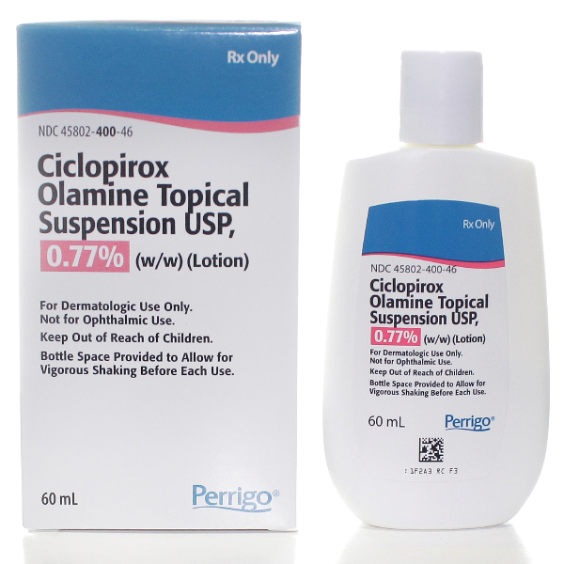 Rx Only
NDC 45802-400-46
Ciclopirox
Olamine Topical
Suspension USP,
0.77% (w/w) (Lotion)
For Dermatologic Use Only.
Not for Ophthalmic Use.
Keep Out of Reach of Children.
Bottle Space Provided to Allow for
Vigorous Shaking Before Each Use.
60 mL
Perrigo®
Rx Only
NDC 45802-400-46
Ciclopirox
Olamine Topical
Suspension USP,
0.77% (w/w) (Lotion)
For Dermatologic Use Only.
Not for Ophthalmic Use.
Keep Out of Reach of Children.
Bottle Space Provided to Allow for
Vigorous Shaking Before Each Use.
60 mL
Perrigo®
1F2A3 RC F3